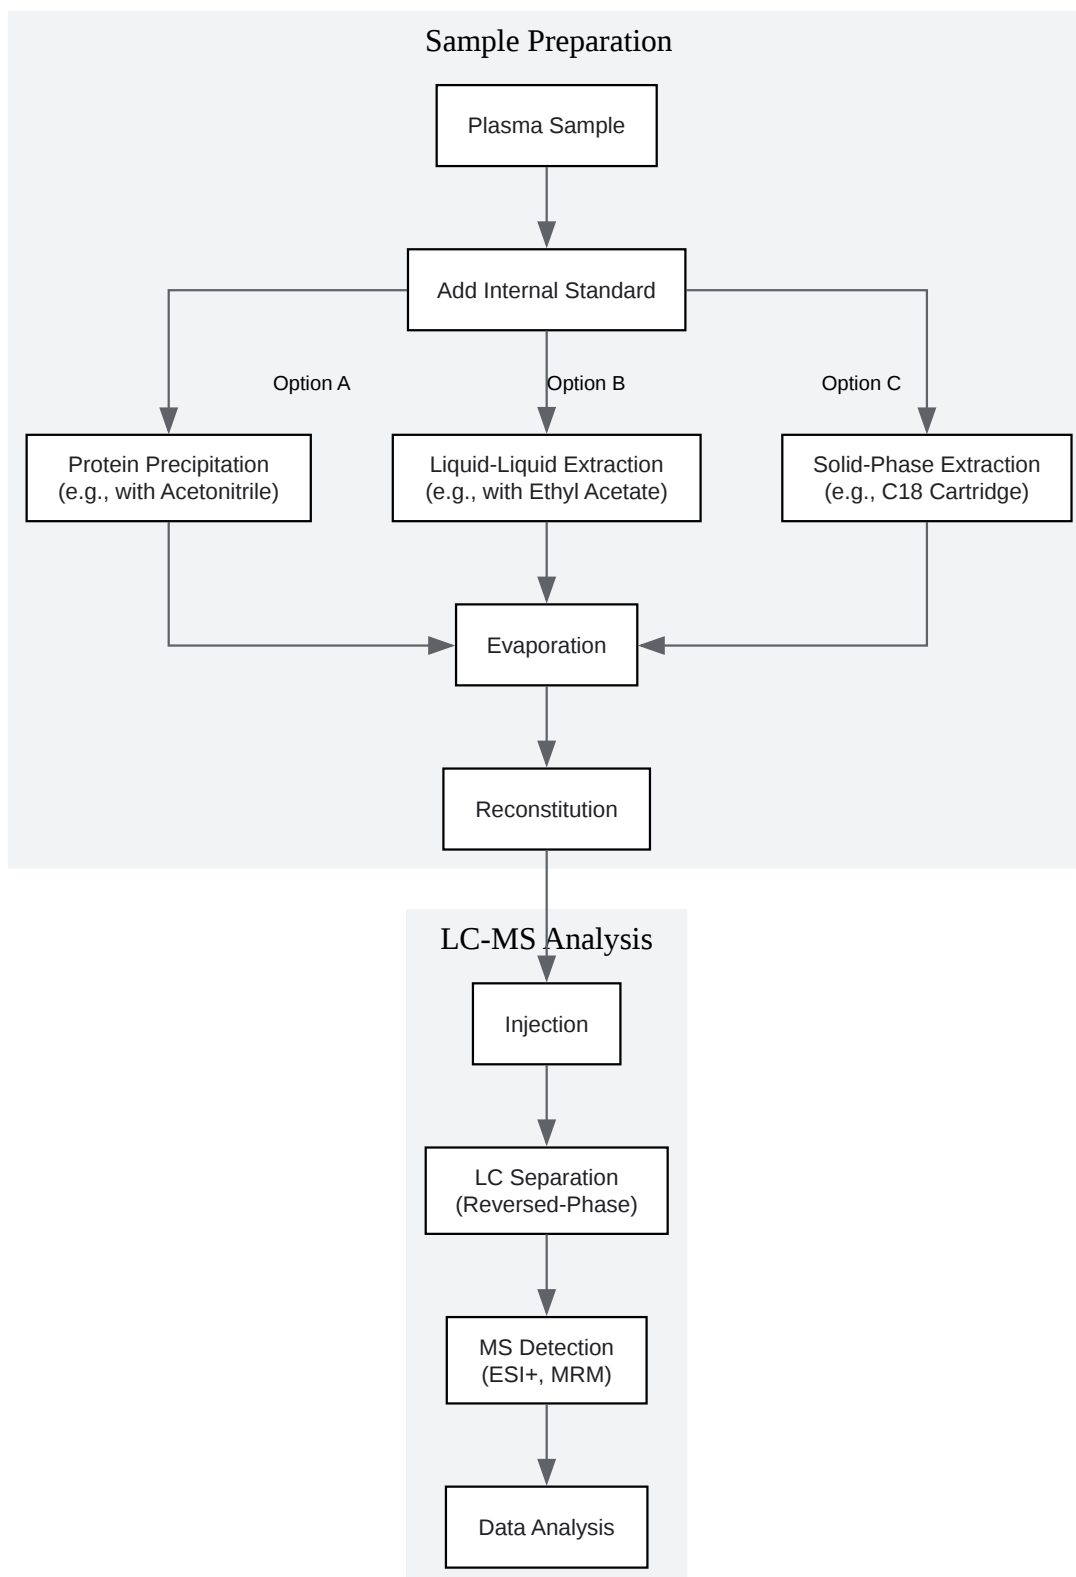 Sample Preparation
Plasma Sample
Add Internal Standard
Option A
Option B
Option C
Protein Precipitation
(e.g., with Acetonitrile)
Liquid-Liquid Extraction
(e.g., with Ethyl Acetate)
Solid-Phase Extraction
(e.g., C18 Cartridge)
Evaporation
Reconstitution
LC-MS Analysis
Injection
LC Separation
(Reversed-Phase)
MS Detection
(ESI+, MRM)
Data Analysis